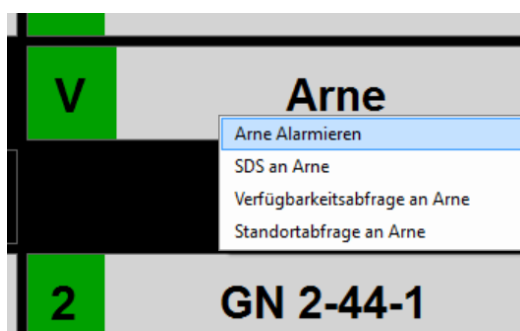 V Arne
Arne Alarmieren
SDS an Arne
Verfügbarkeitsabfrage an Arne
Standortabfrage an Arne
2 GN 2-44-1